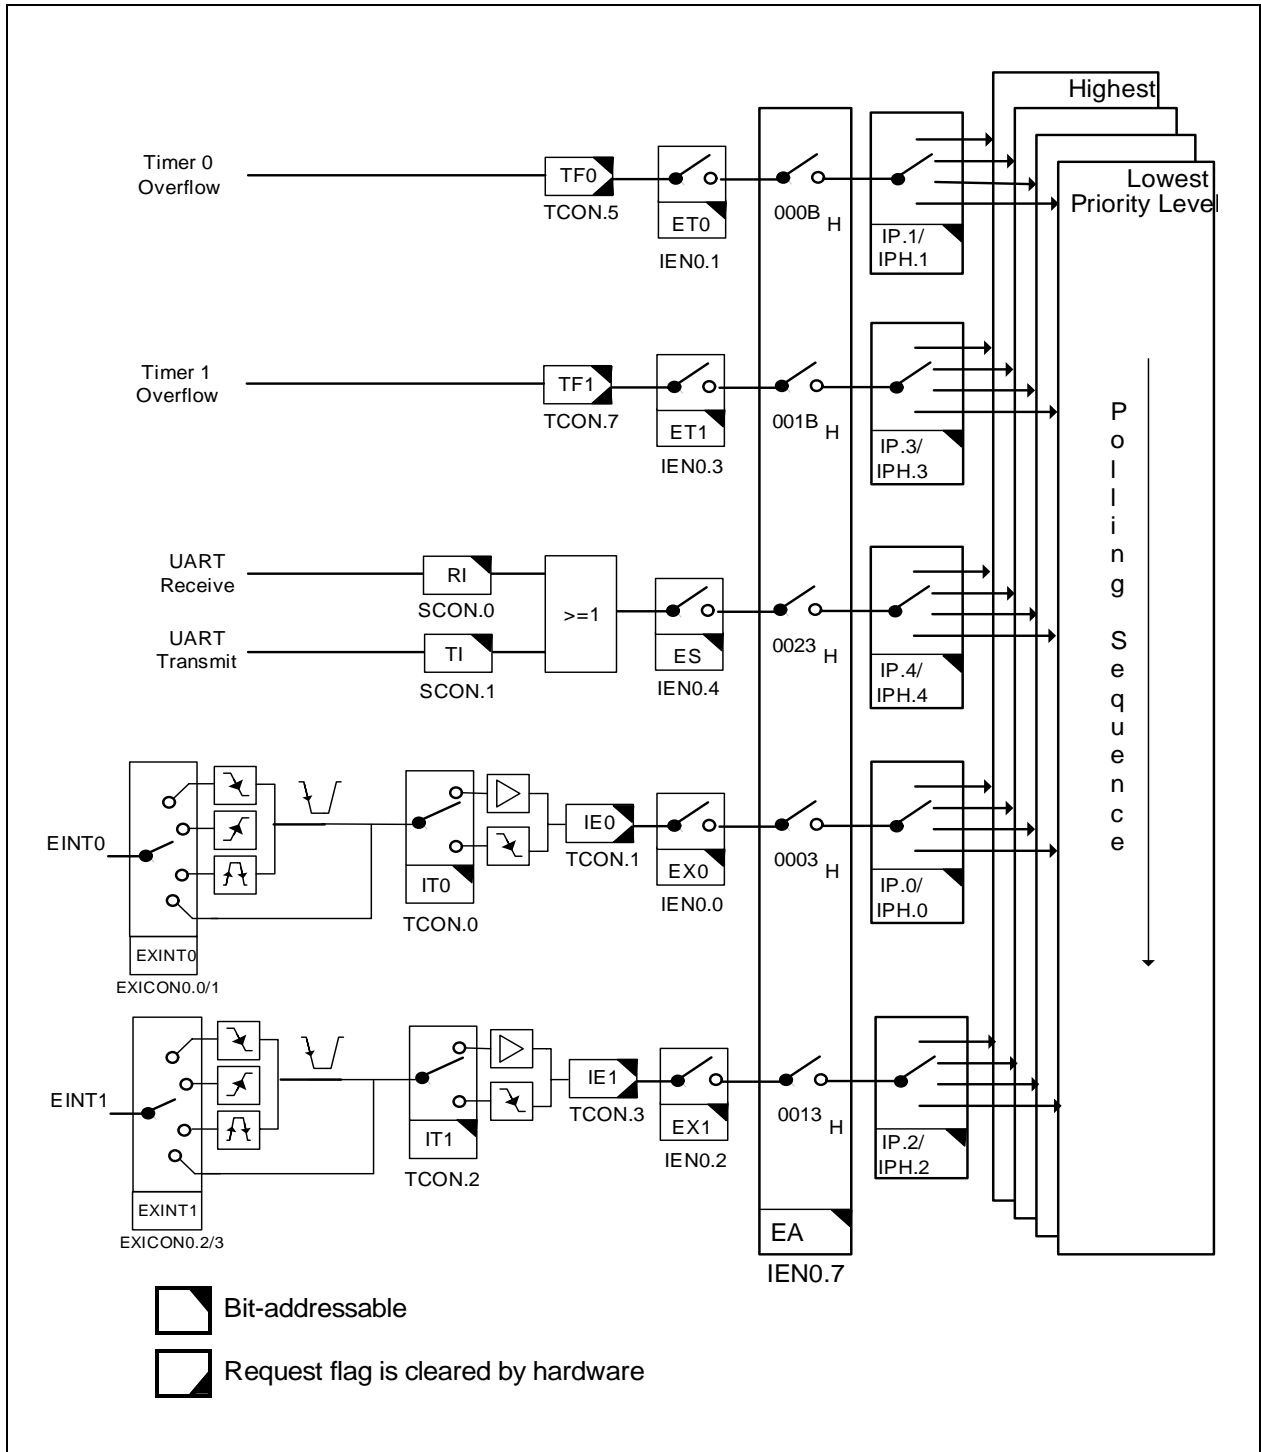 Highest
Lowest
Priority Level
Timer 0
Overflow
TF0
TCON.5
ET0
IEN0.1
000B H
IP.1/
IPH.1
Timer 1
Overflow
TF1
TCON.7
ET1
IEN0.3
001B H
IP.3/
IPH.3
Polling Sequence
UART
Receive
RI
SCON.0
UART
Transmit
TI
SCON.1
>=1
ES
IEN0.4
0023 H
IP.4/
IPH.4
EINT0
EXINT0
EXICON0.0/1
IT0
TCON.0
IE0
TCON.1
EX0
IEN0.0
0003 H
IP.0/
IPH.0
EINT1
EXINT1
EXICON0.2/3
IT1
TCON.2
IE1
TCON.3
EX1
IEN0.2
0013 H
IP.2/
IPH.2
EA
IEN0.7
Bit-addressable
Request flag is cleared by hardware